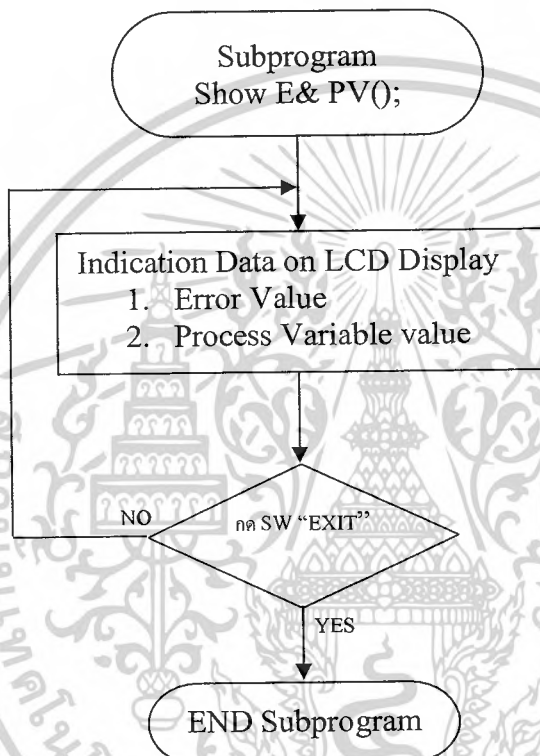 Subprogram
Show E& PV();
Indication Data on LCD Display
1. Error Value
2. Process Variable value
NO
กด SW “EXIT”
YES
END Subprogram